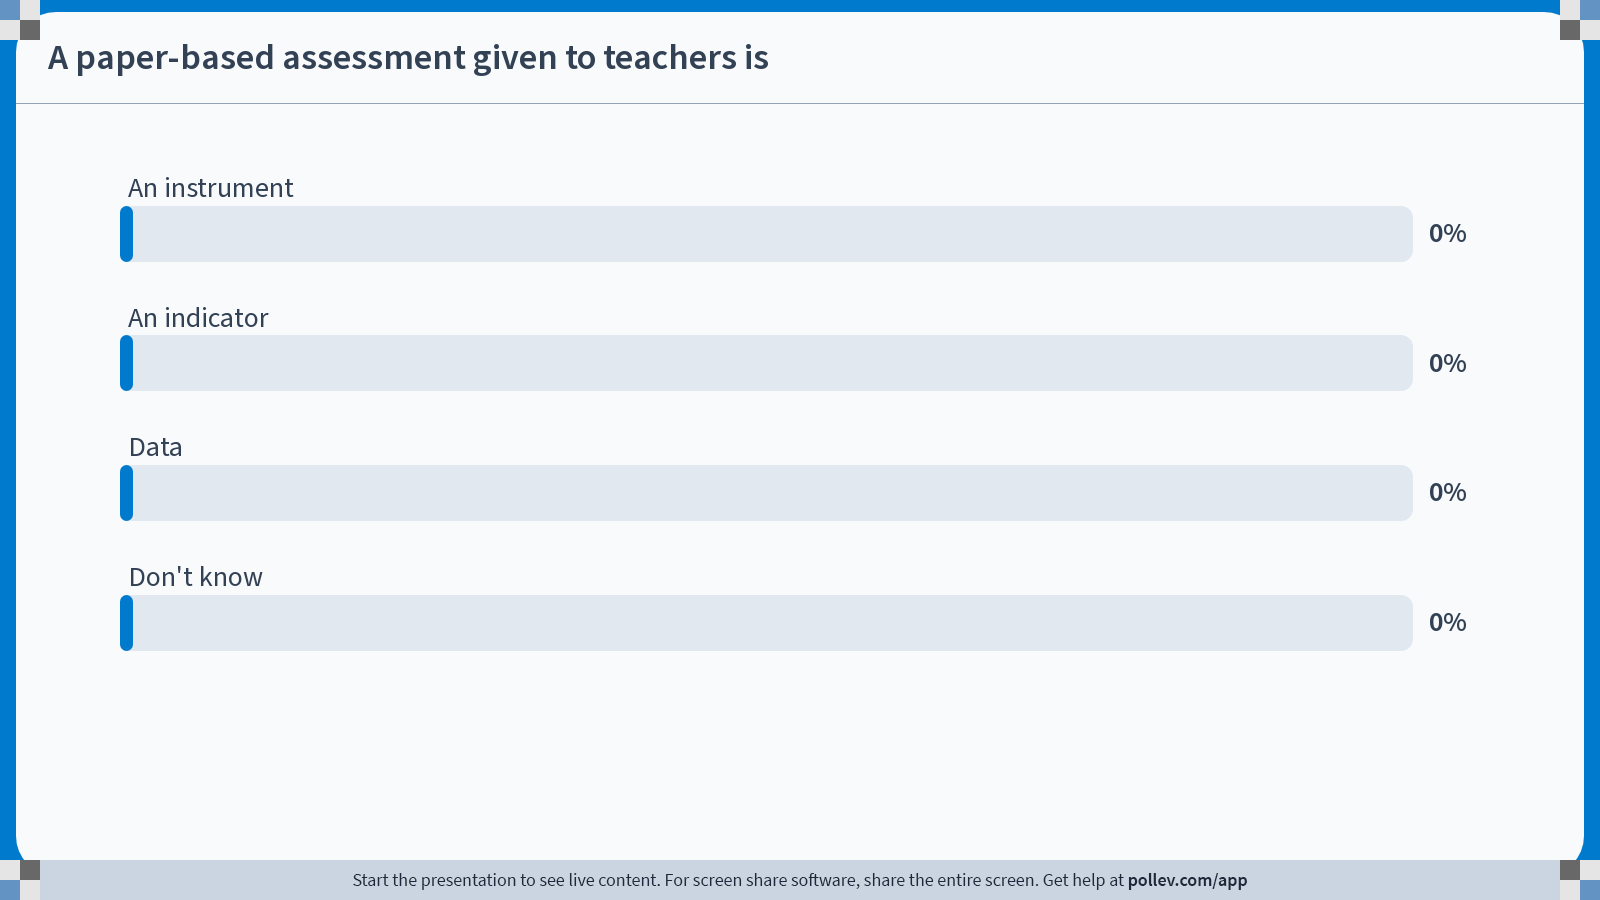 A paper-based assessment given to teachers is
An instrument
0%
An indicator
0%
Data
0%
Don't know
0%
Start the presentation to see live content. For screen share software, share the entire screen. Get help at pollev.com/app